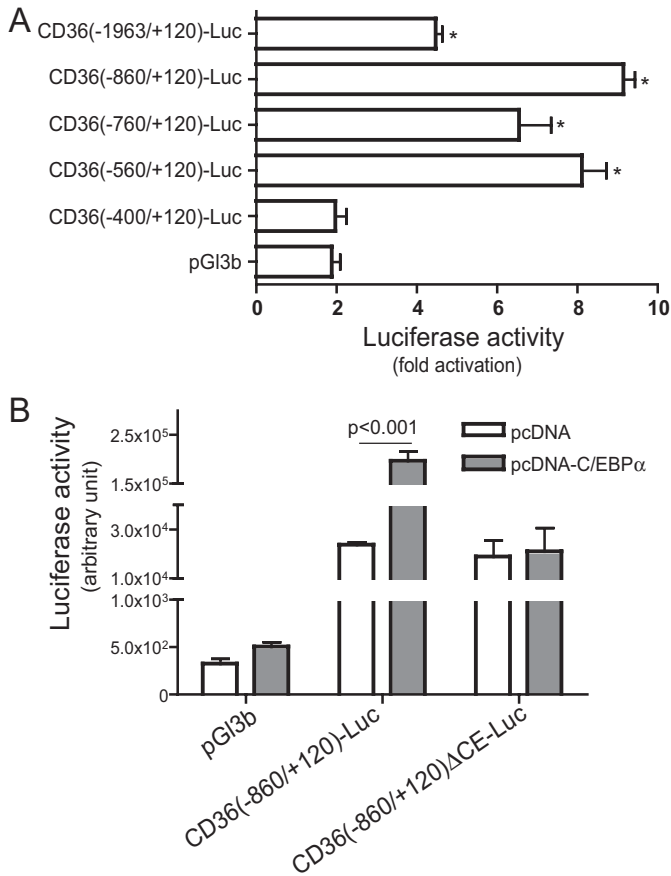 A
CD36(-1963/+120)-Luc
*
CD36(-860/+120)-Luc
*
CD36(-760/+120)-Luc
*
CD36(-560/+120)-Luc
*
CD36(-400/+120)-Luc
pGl3b
0 2 4 6 8 10
Luciferase activity
(fold activation)
B
Luciferase activity
(arbitrary unit)
2.5x10⁵
1.5x10⁵
3.0x10⁴
1.0x10⁴
1.0x10³
5.0x10²
0
p<0.001
pcDNA
pcDNA-C/EBPα
pGl3b
CD36(-860/+120)-Luc
CD36(-860/+120)ΔCE-Luc